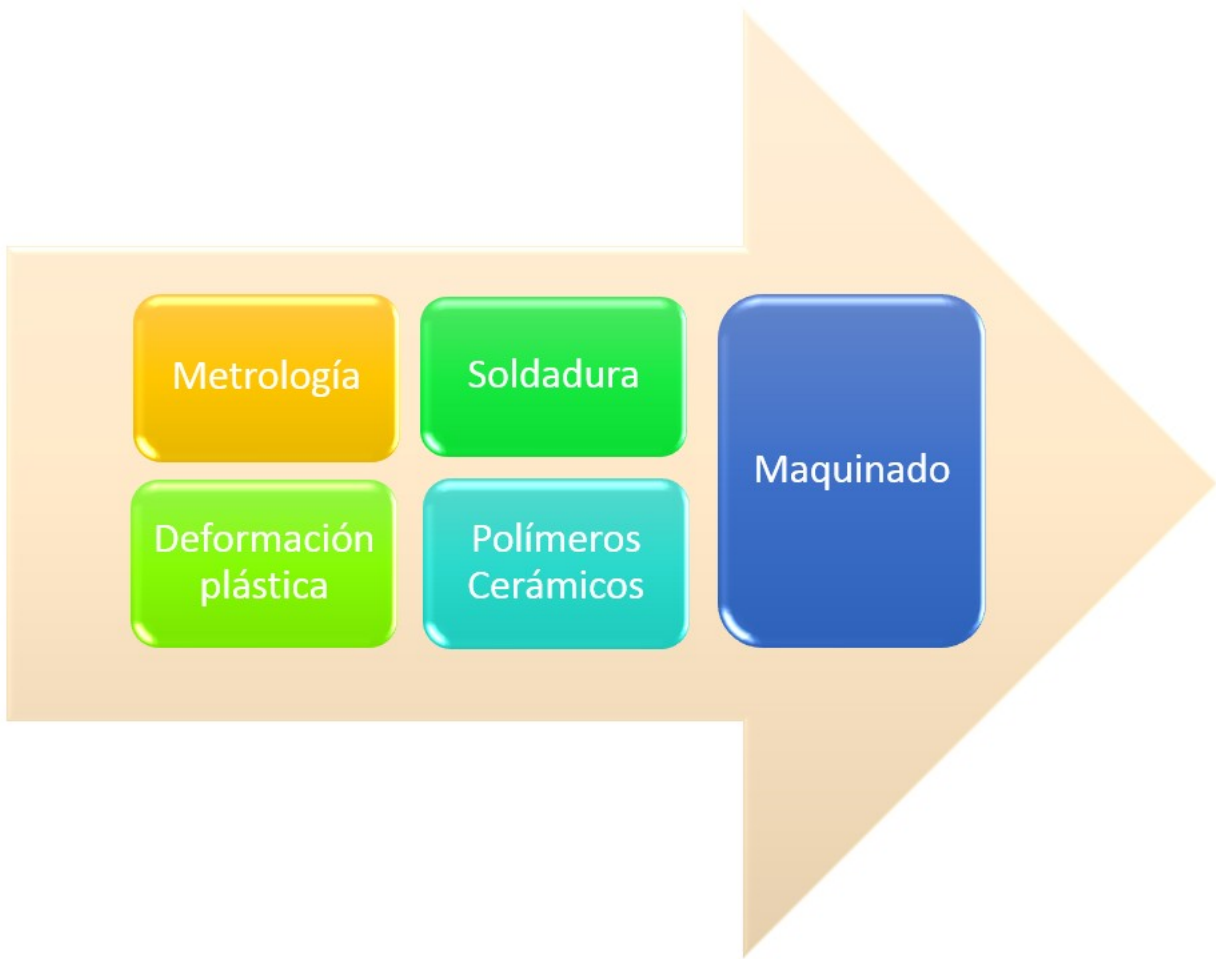 Metrología
Soldadura
Maquinado
Deformación
plástica
Polímeros
Cerámicos